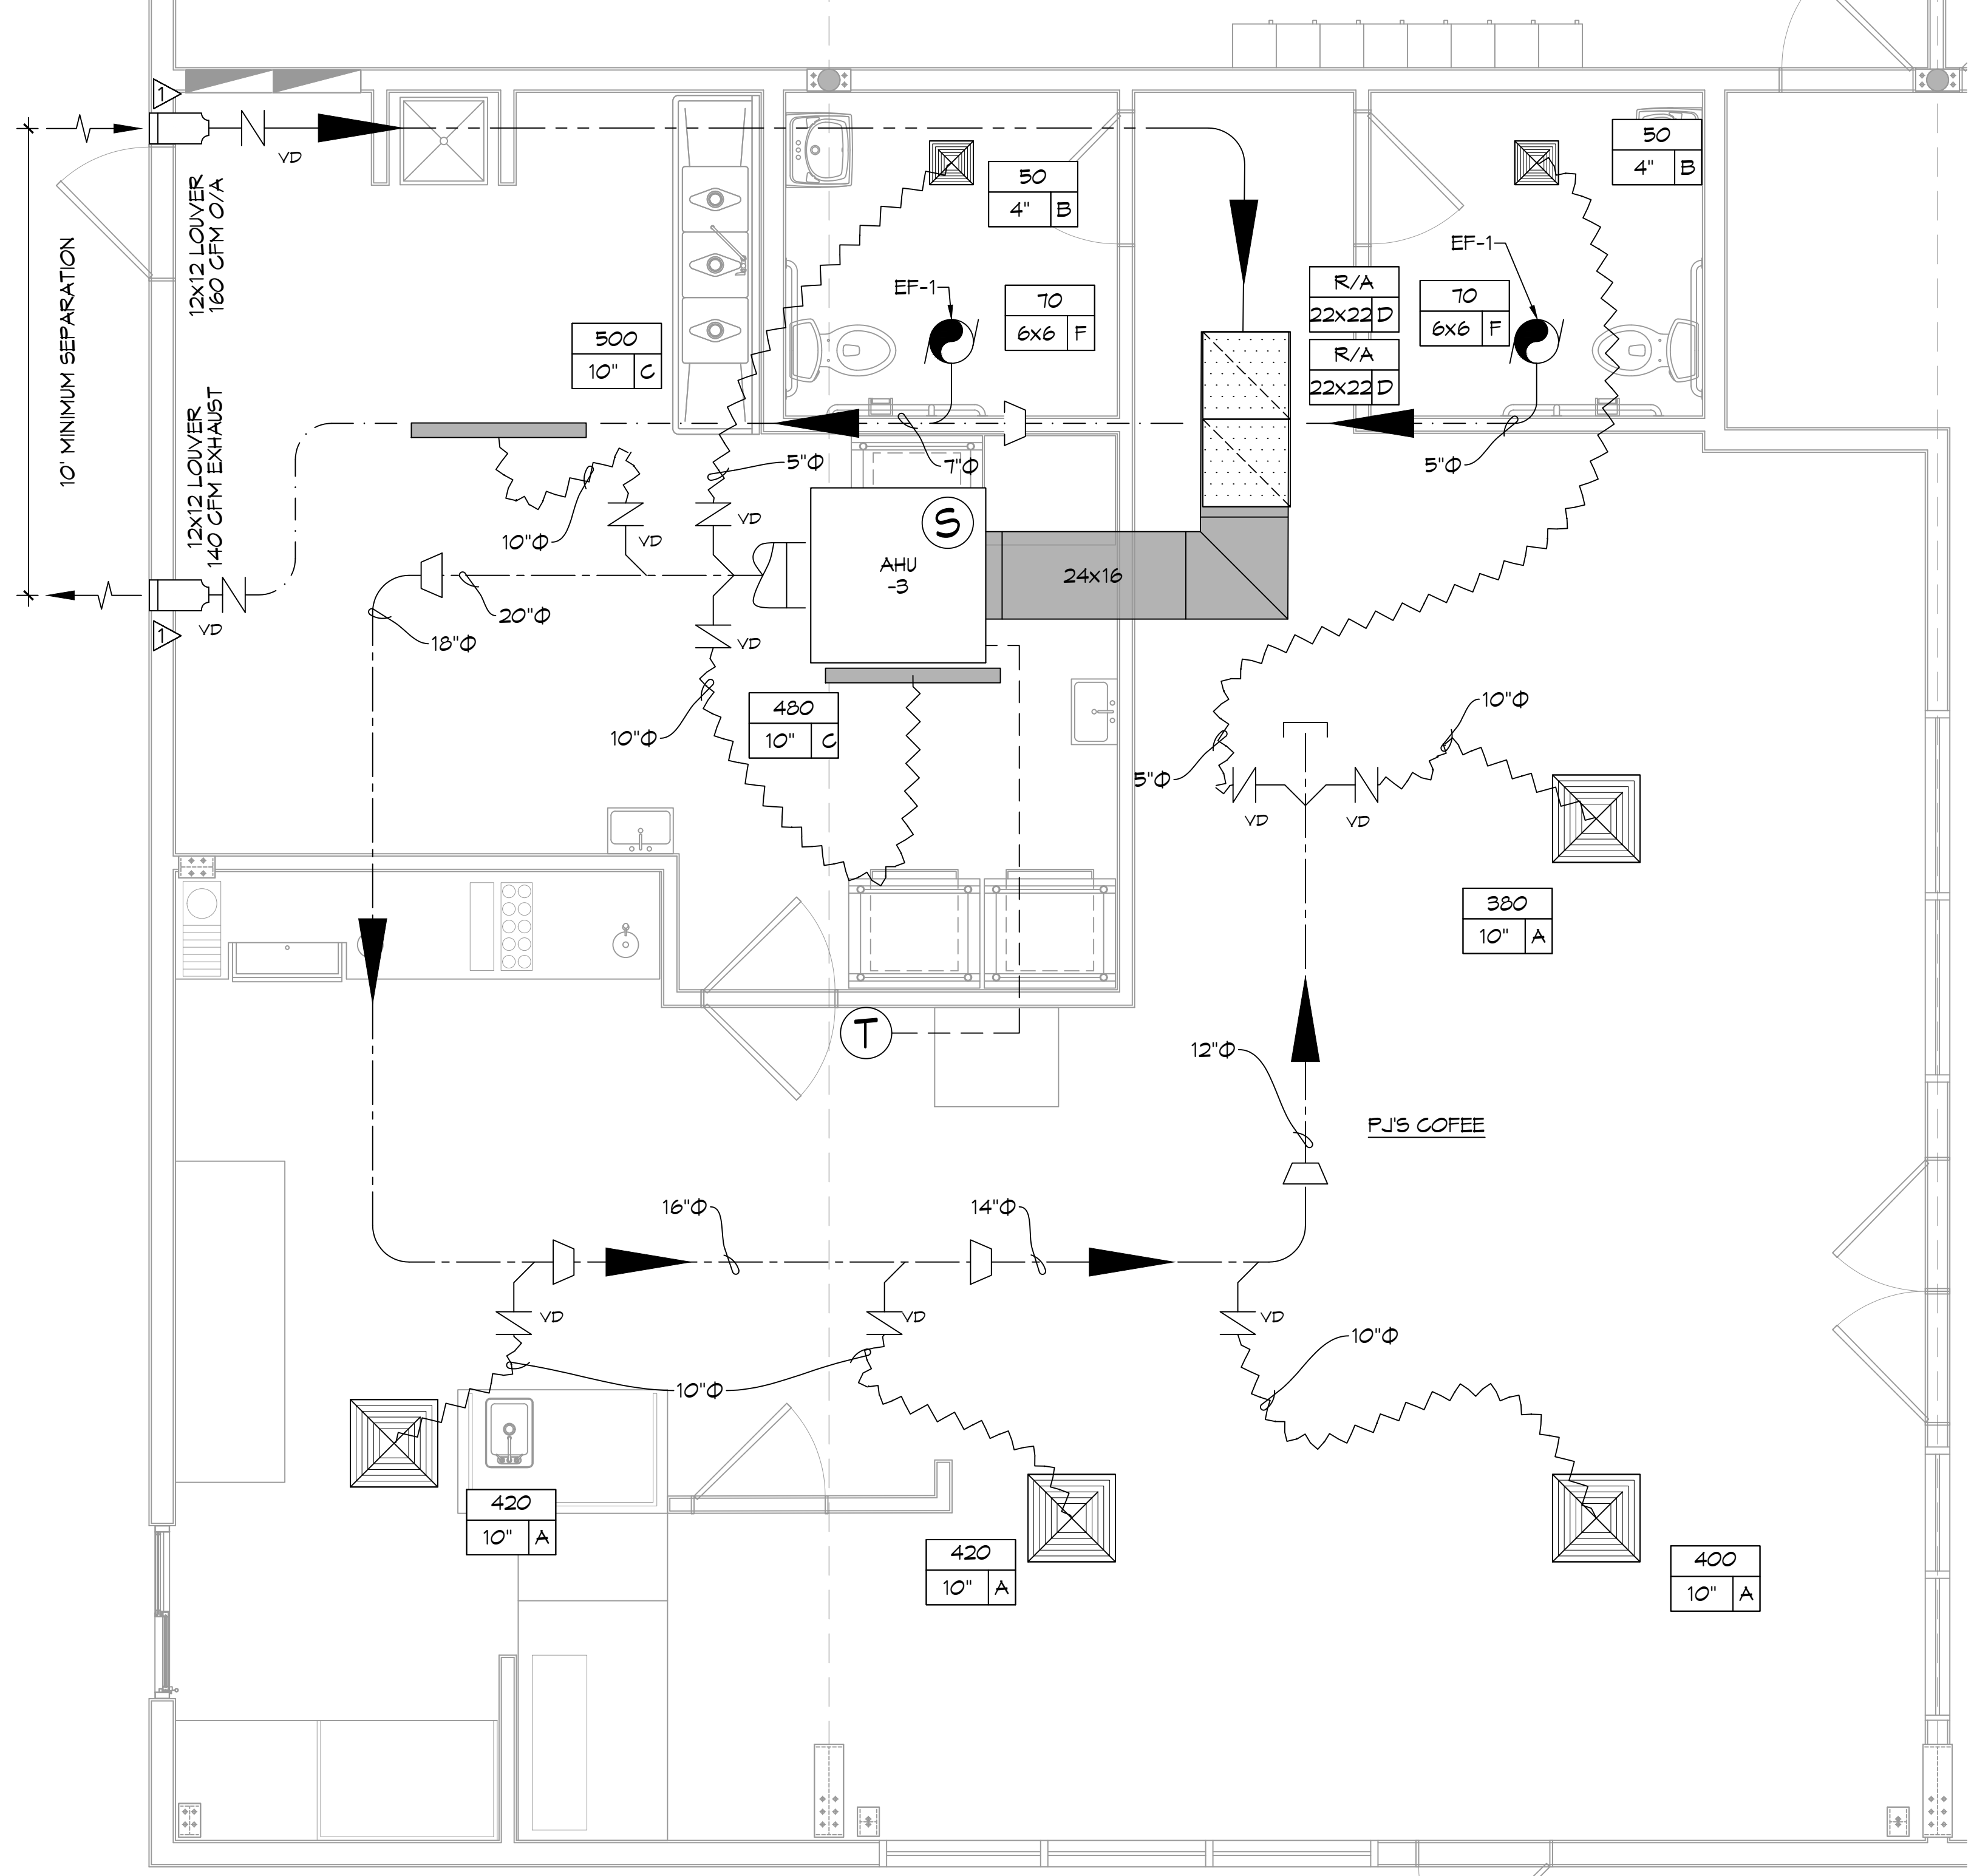 1
50
4" B
VD
12x12 LOUVER
160 CFM O/A
50
4" B
EF-1
10' MINIMUM SEPARATION
R/A
22x22 D
EF-1
70
6x6 F
70
6x6 F
500
10" C
R/A
22x22 D
12x12 LOUVER
140 CFM EXHAUST
5"Φ
7"Φ
5"Φ
S
VD
10"Φ
VD
AHU
-3
24x16
20"Φ
VD
1
18"Φ
VD
480
10" C
10"Φ
10"Φ
5"Φ
VD
VD
380
10" A
T
12"Φ
PJ'S COFEE
16"Φ
14"Φ
VD
VD
VD
10"Φ
10"Φ
420
10" A
420
10" A
400
10" A